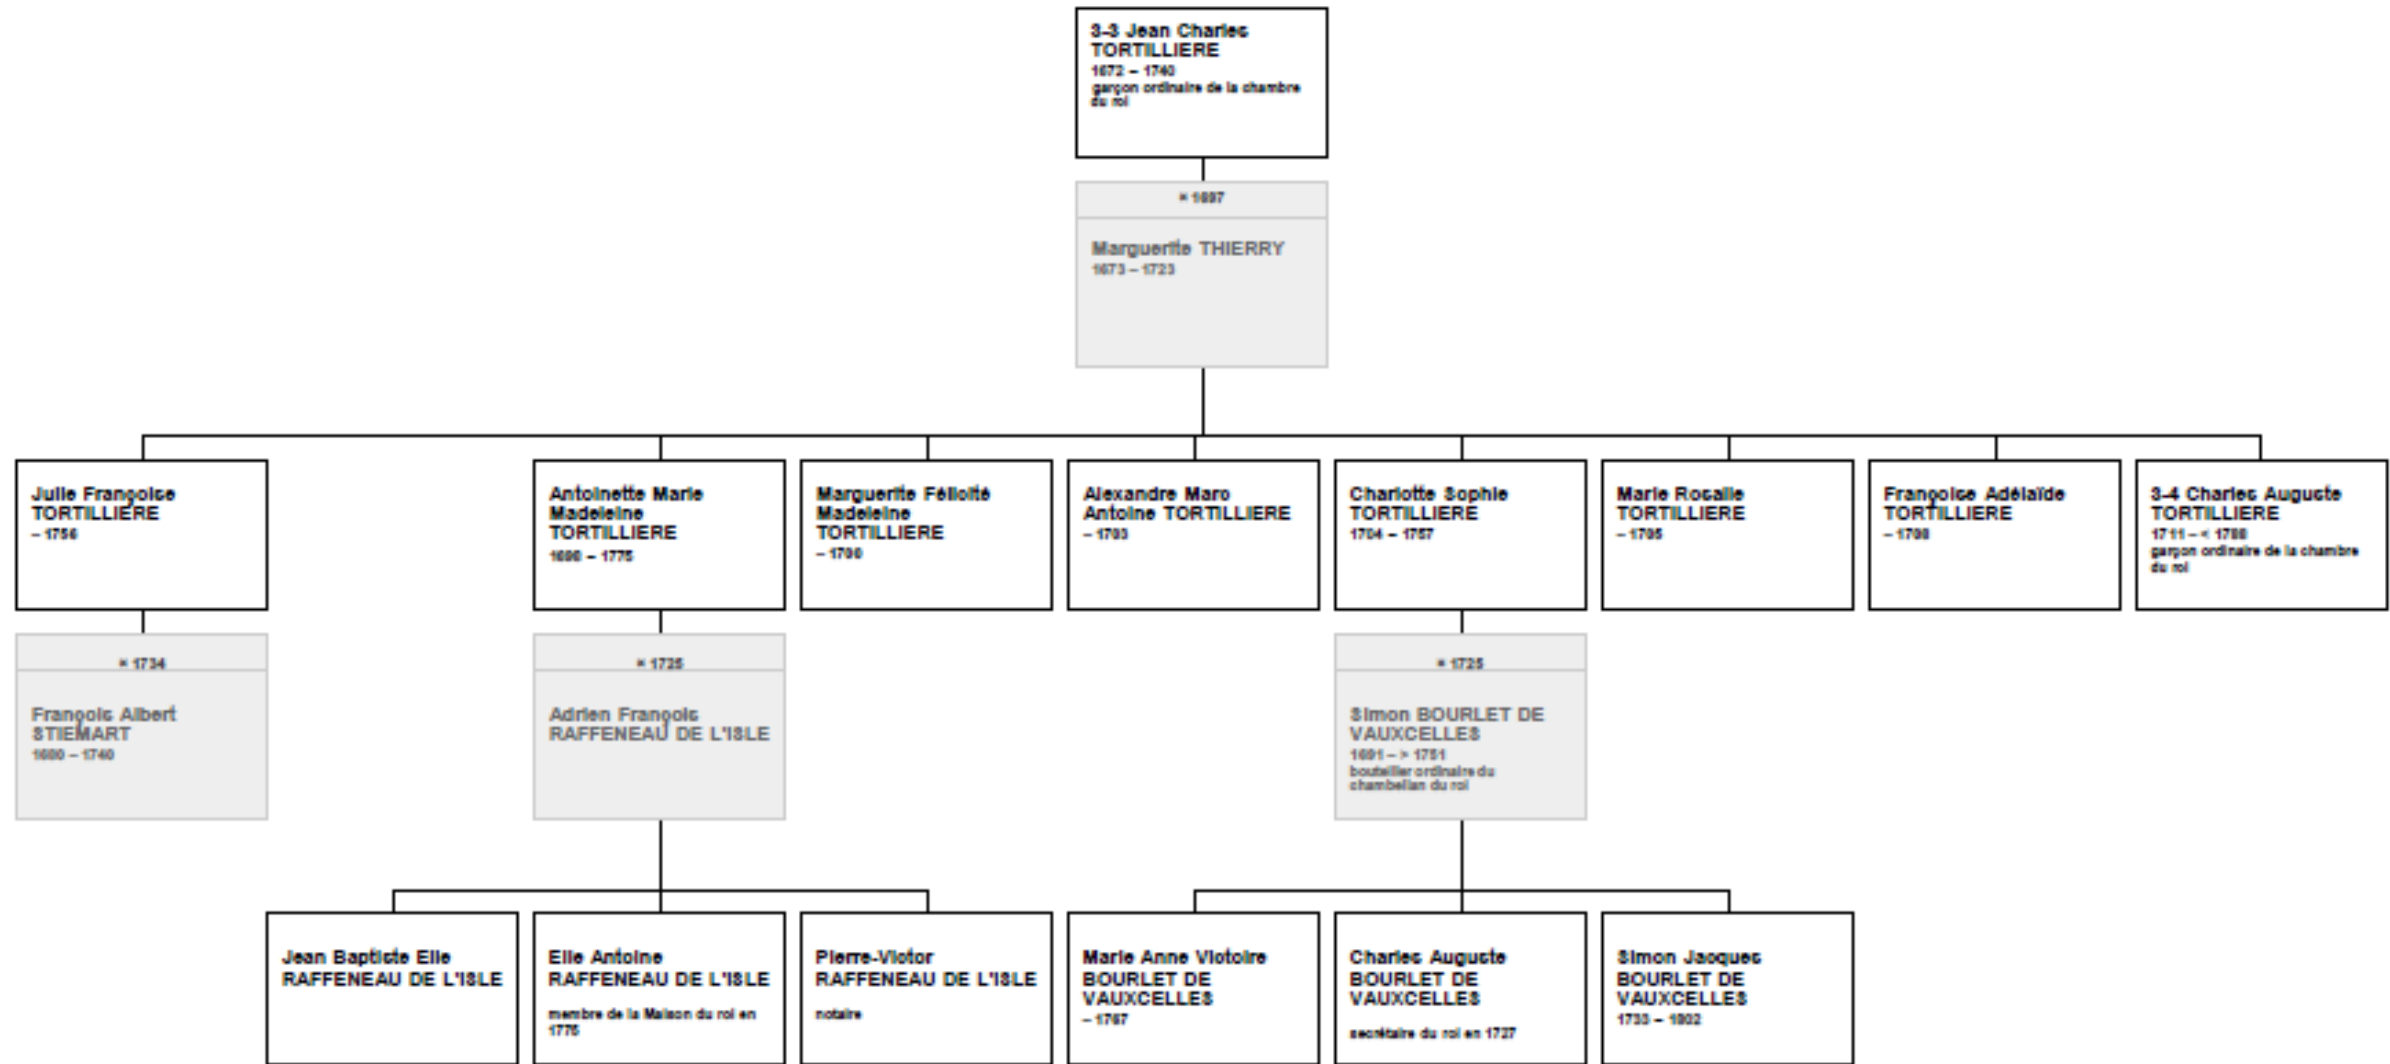 3-3 Jean Charles
TORTILLIERE
1672 – 1740
garçon ordinaire de la chambre
du roi
× 1697
Marguerite THIERRY
1673 – 1723
Julie Françoise
TORTILLIERE
– 1756
Antoinette Marie
Madeleine
TORTILLIERE
1698 – 1775
Marguerite Félicité
Madeleine
TORTILLIERE
– 1700
Alexandre Marc
Antoine TORTILLIERE
– 1703
Charlotte Sophie
TORTILLIERE
1704 – 1757
Marie Rosalie
TORTILLIERE
– 1705
Françoise Adélaïde
TORTILLIERE
– 1708
3-4 Charles Auguste
TORTILLIERE
1711 – < 1788
garçon ordinaire de la chambre
du roi
× 1734
François Albert
STIEMART
1680 – 1740
× 1725
Adrien François
RAFFENEAU DE L'ISLE
× 1725
Simon BOURLET DE
VAUXCELLES
1691 – > 1751
bouteiller ordinaire du
chambellan du roi
Jean Baptiste Elie
RAFFENEAU DE L'ISLE
Elie Antoine
RAFFENEAU DE L'ISLE
membre de la Maison du roi en
1775
Pierre-Victor
RAFFENEAU DE L'ISLE
notaire
Marie Anne Victoire
BOURLET DE
VAUXCELLES
– 1767
Charles Auguste
BOURLET DE
VAUXCELLES
secrétaire du roi en 1727
Simon Jacques
BOURLET DE
VAUXCELLES
1733 – 1802